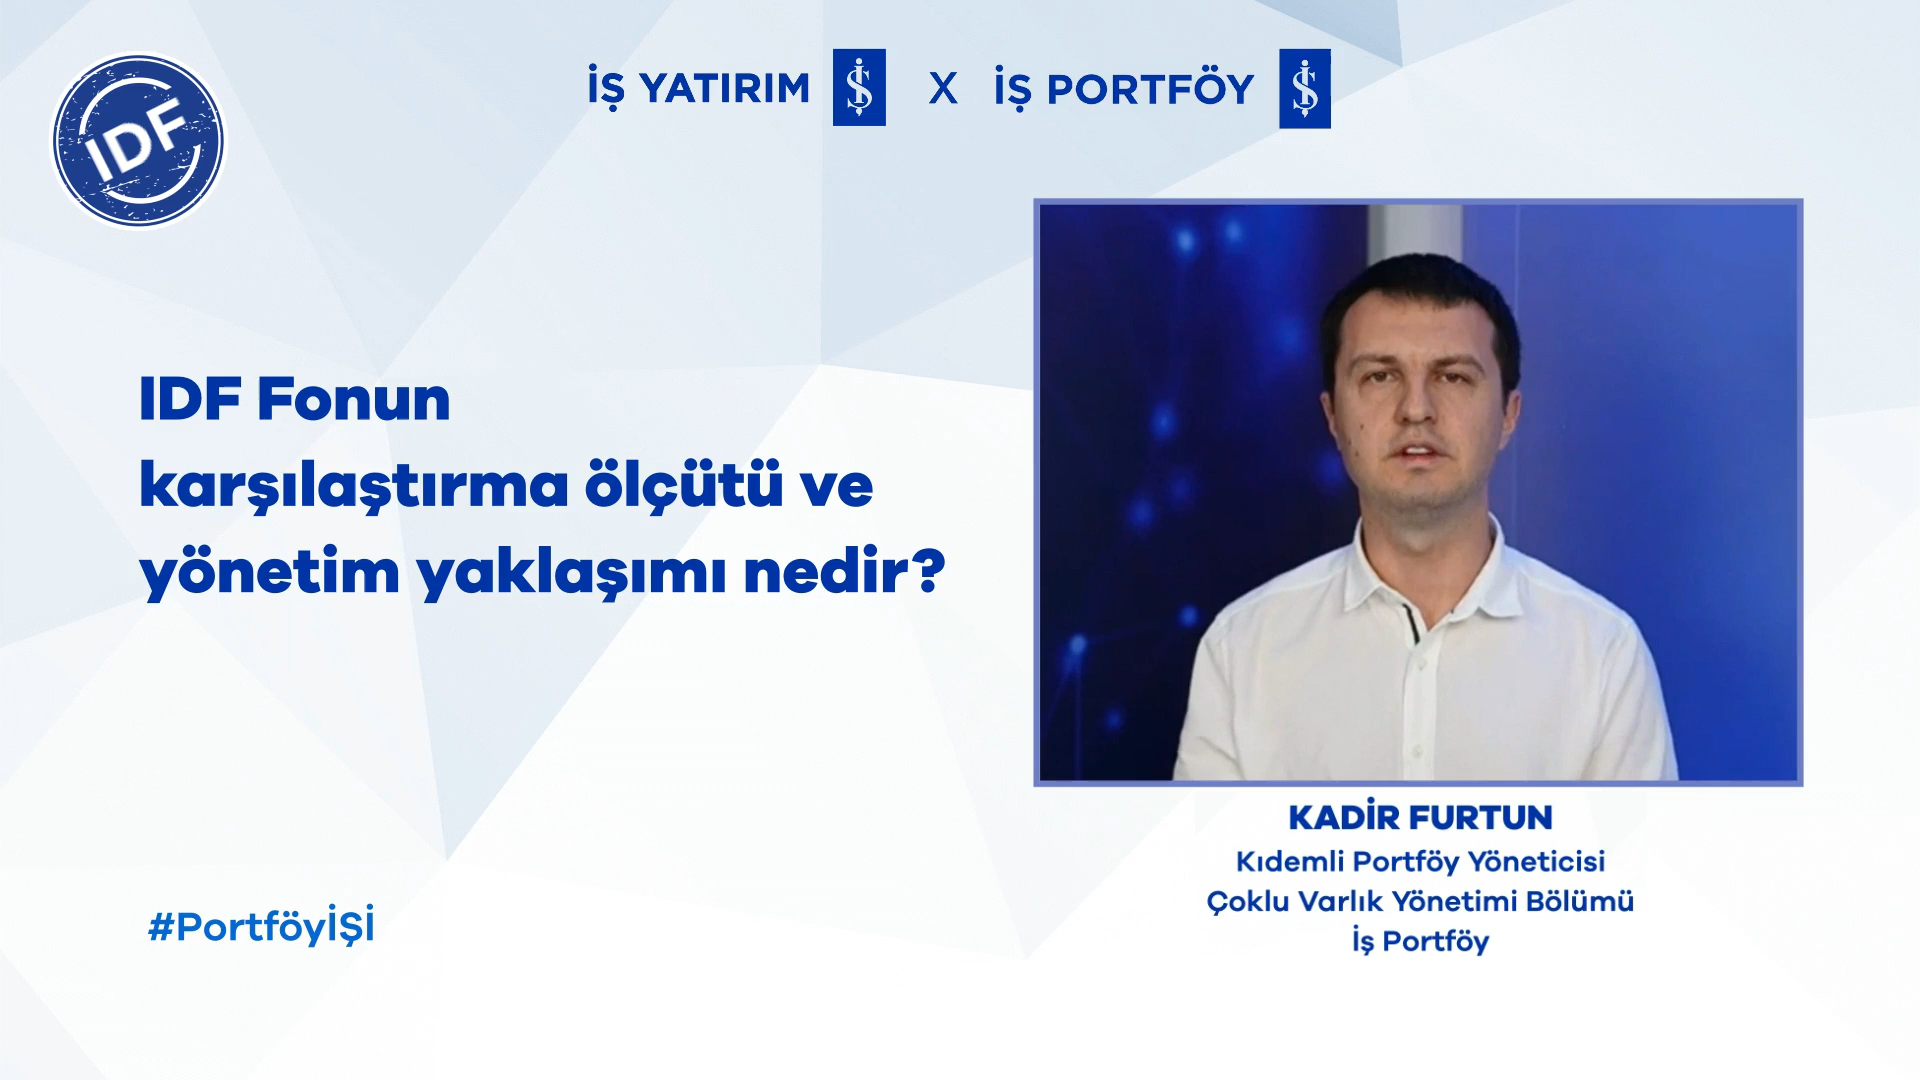 IDF
İŞ YATIRIM X İŞ PORTFÖY
IDF Fonun
karşılaştırma ölçütü ve
yönetim yaklaşımı nedir?
KADİR FURTUN
Kıdemli Portföy Yöneticisi
Çoklu Varlık Yönetimi Bölümü
İş Portföy
#PortföyİŞİ